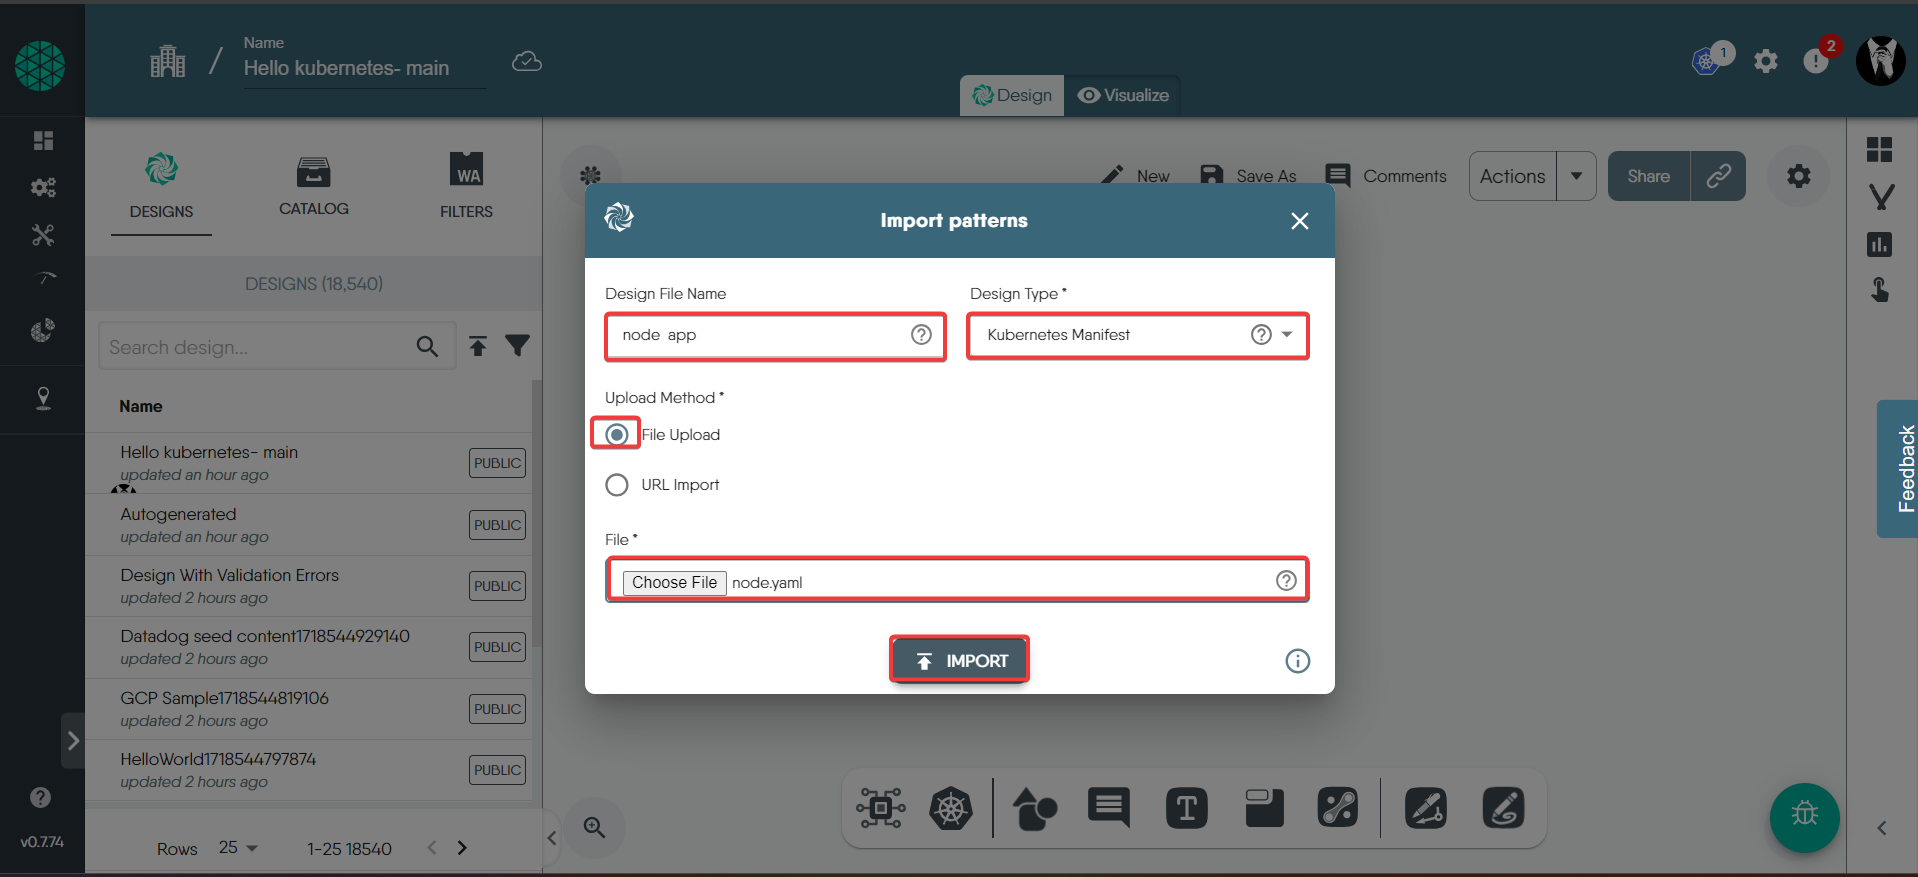 Name
Hello kubernetes- main
1
2
Design
Visualize
DESIGNS
CATALOG
WA
FILTERS
New
Save As
Comments
Actions
Share
DESIGNS (18,540)
Search design...
Name
Hello kubernetes- main
updated an hour ago
PUBLIC
Autogenerated
updated an hour ago
PUBLIC
Design With Validation Errors
updated 2 hours ago
PUBLIC
Datadog seed content1718544929140
updated 2 hours ago
PUBLIC
GCP Sample1718544819106
updated 2 hours ago
PUBLIC
HelloWorld1718544797874
updated 2 hours ago
PUBLIC
Rows 25 1-25 18540
v0.7.74
Import patterns
Design File Name
node app
Design Type *
Kubernetes Manifest
Upload Method *
File Upload
URL Import
File *
Choose File node.yaml
IMPORT
T
Feedback